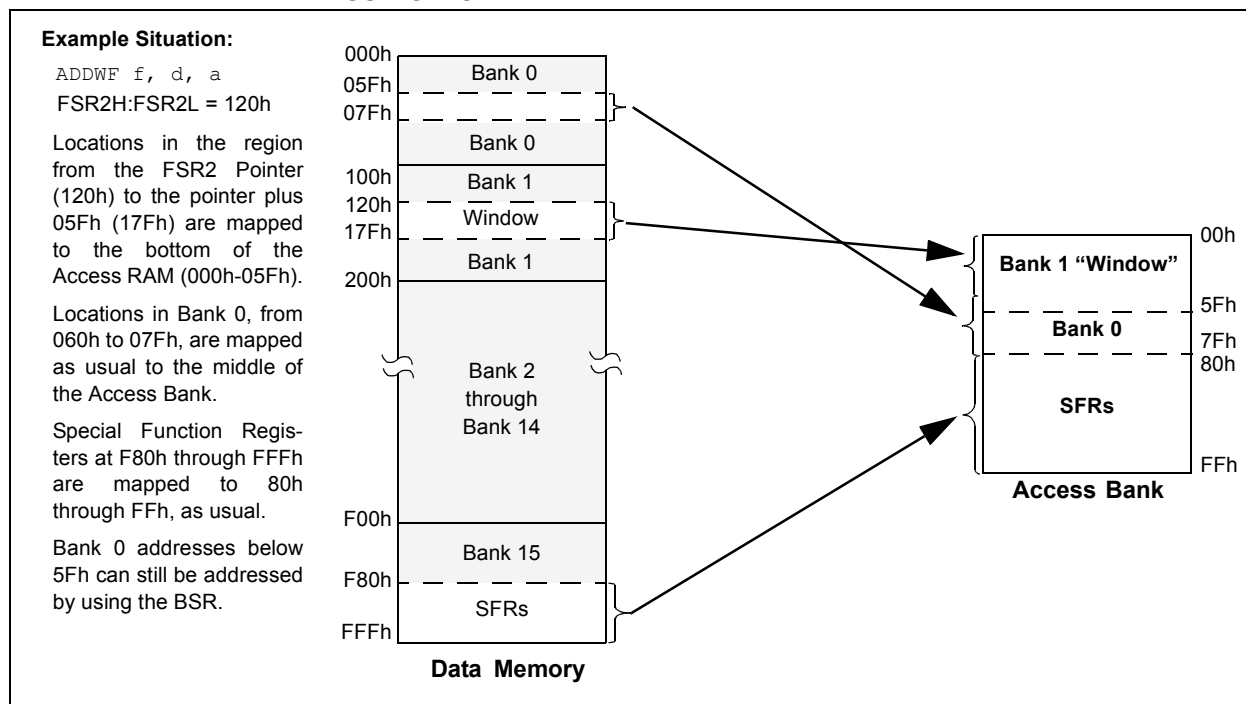 Example Situation:
ADDWF f, d, a
FSR2H:FSR2L = 120h
Locations in the region
from the FSR2 Pointer
(120h) to the pointer plus
05Fh (17Fh) are mapped
to the bottom of the
Access RAM (000h-05Fh).
Locations in Bank 0, from
060h to 07Fh, are mapped
as usual to the middle of
the Access Bank.
Special Function Regis-
ters at F80h through FFFh
are mapped to 80h
through FFh, as usual.
Bank 0 addresses below
5Fh can still be addressed
by using the BSR.
000h
05Fh
07Fh
100h
120h
17Fh
200h
F00h
F80h
FFFh
Bank 0
Bank 0
Bank 1
Window
Bank 1
Bank 2
through
Bank 14
Bank 15
SFRs
Data Memory
Bank 1 “Window”
Bank 0
SFRs
00h
5Fh
7Fh
80h
FFh
Access Bank